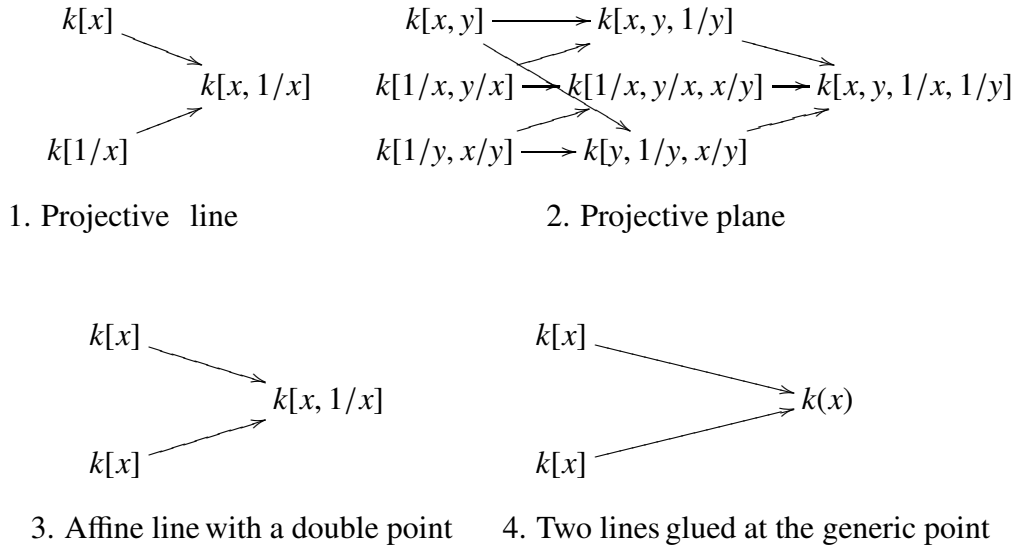 k[x] k[x, y] k[x, y, 1/y]
k[x, 1/x] k[1/x, y/x] k[1/x, y/x, x/y] k[x, y, 1/x, 1/y]
k[1/x] k[1/y, x/y] k[y, 1/y, x/y]
1. Projective line 2. Projective plane
k[x] k[x]
k[x, 1/x] k(x)
k[x] k[x]
3. Affine line with a double point 4. Two lines glued at the generic point